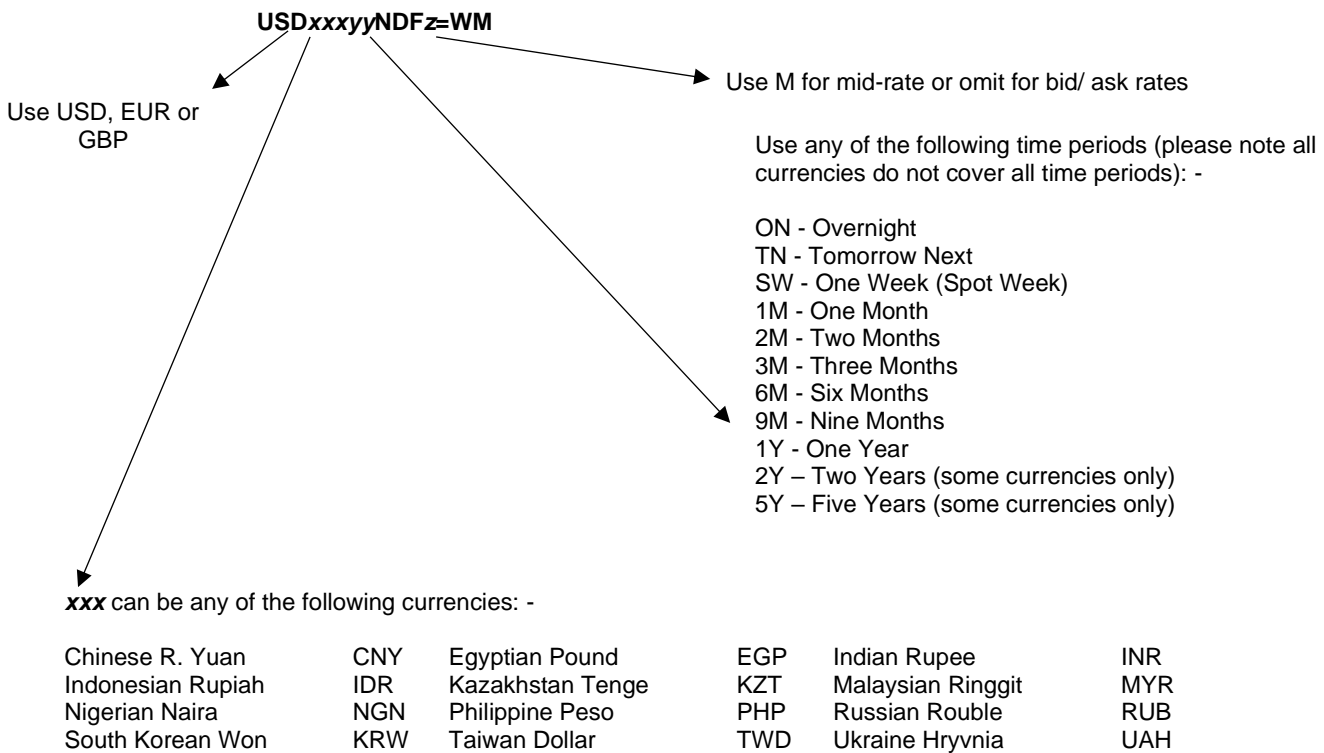 USDxxxyyNDFz=WM
Use M for mid-rate or omit for bid/ ask rates
Use USD, EUR or
GBP
Use any of the following time periods (please note all
currencies do not cover all time periods): -
ON - Overnight
TN - Tomorrow Next
SW - One Week (Spot Week)
1M - One Month
2M - Two Months
3M - Three Months
6M - Six Months
9M - Nine Months
1Y - One Year
2Y – Two Years (some currencies only)
5Y – Five Years (some currencies only)
xxx can be any of the following currencies: -
Chinese R. Yuan CNY Egyptian Pound EGP Indian Rupee INR
Indonesian Rupiah IDR Kazakhstan Tenge KZT Malaysian Ringgit MYR
Nigerian Naira NGN Philippine Peso PHP Russian Rouble RUB
South Korean Won KRW Taiwan Dollar TWD Ukraine Hryvnia UAH